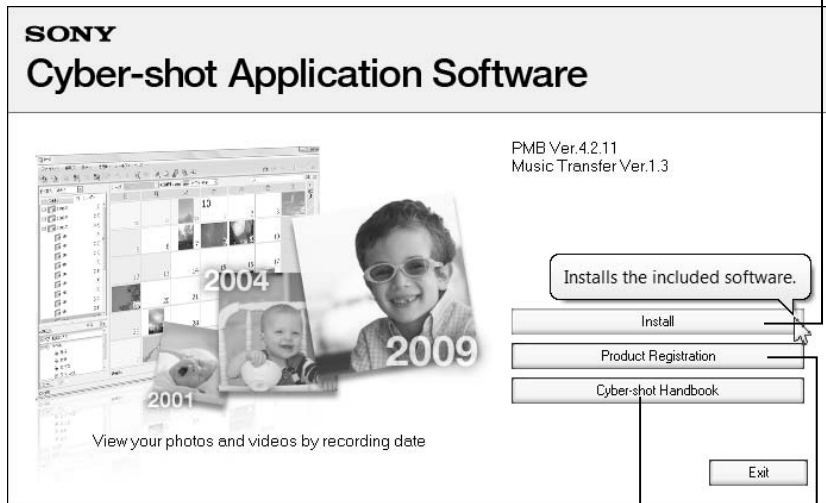 SONY
Cyber-shot Application Software
PMB Ver.4.2.11
Music Transfer Ver.1.3
10
2004
2009
2001
View your photos and videos by recording date
Installs the included software.
Install
Product Registration
Cyber-shot Handbook
Exit